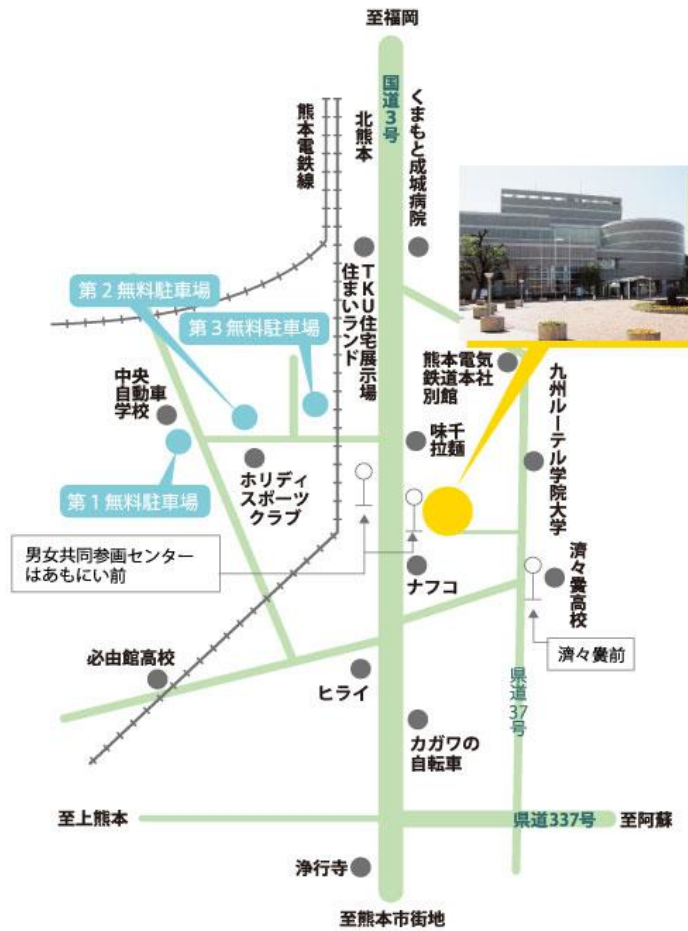 至福岡
国道3号
熊本電鉄線
北熊本
くまもと成城病院
TKU住宅展示場
住まいランド
第2無料駐車場
第3無料駐車場
中央
自動車
学校
熊本電気
鉄道本社
別館
九州ルーテル学院大学
味千
拉麺
ホリディ
スポーツ
クラブ
第1無料駐車場
男女共同参画センター
はあもにい前
ナフコ
済々黌高校
済々黌前
必由館高校
ヒライ
県道37号
カガワの
自転車
至上熊本
県道337号
至阿蘇
浄行寺
至熊本市街地